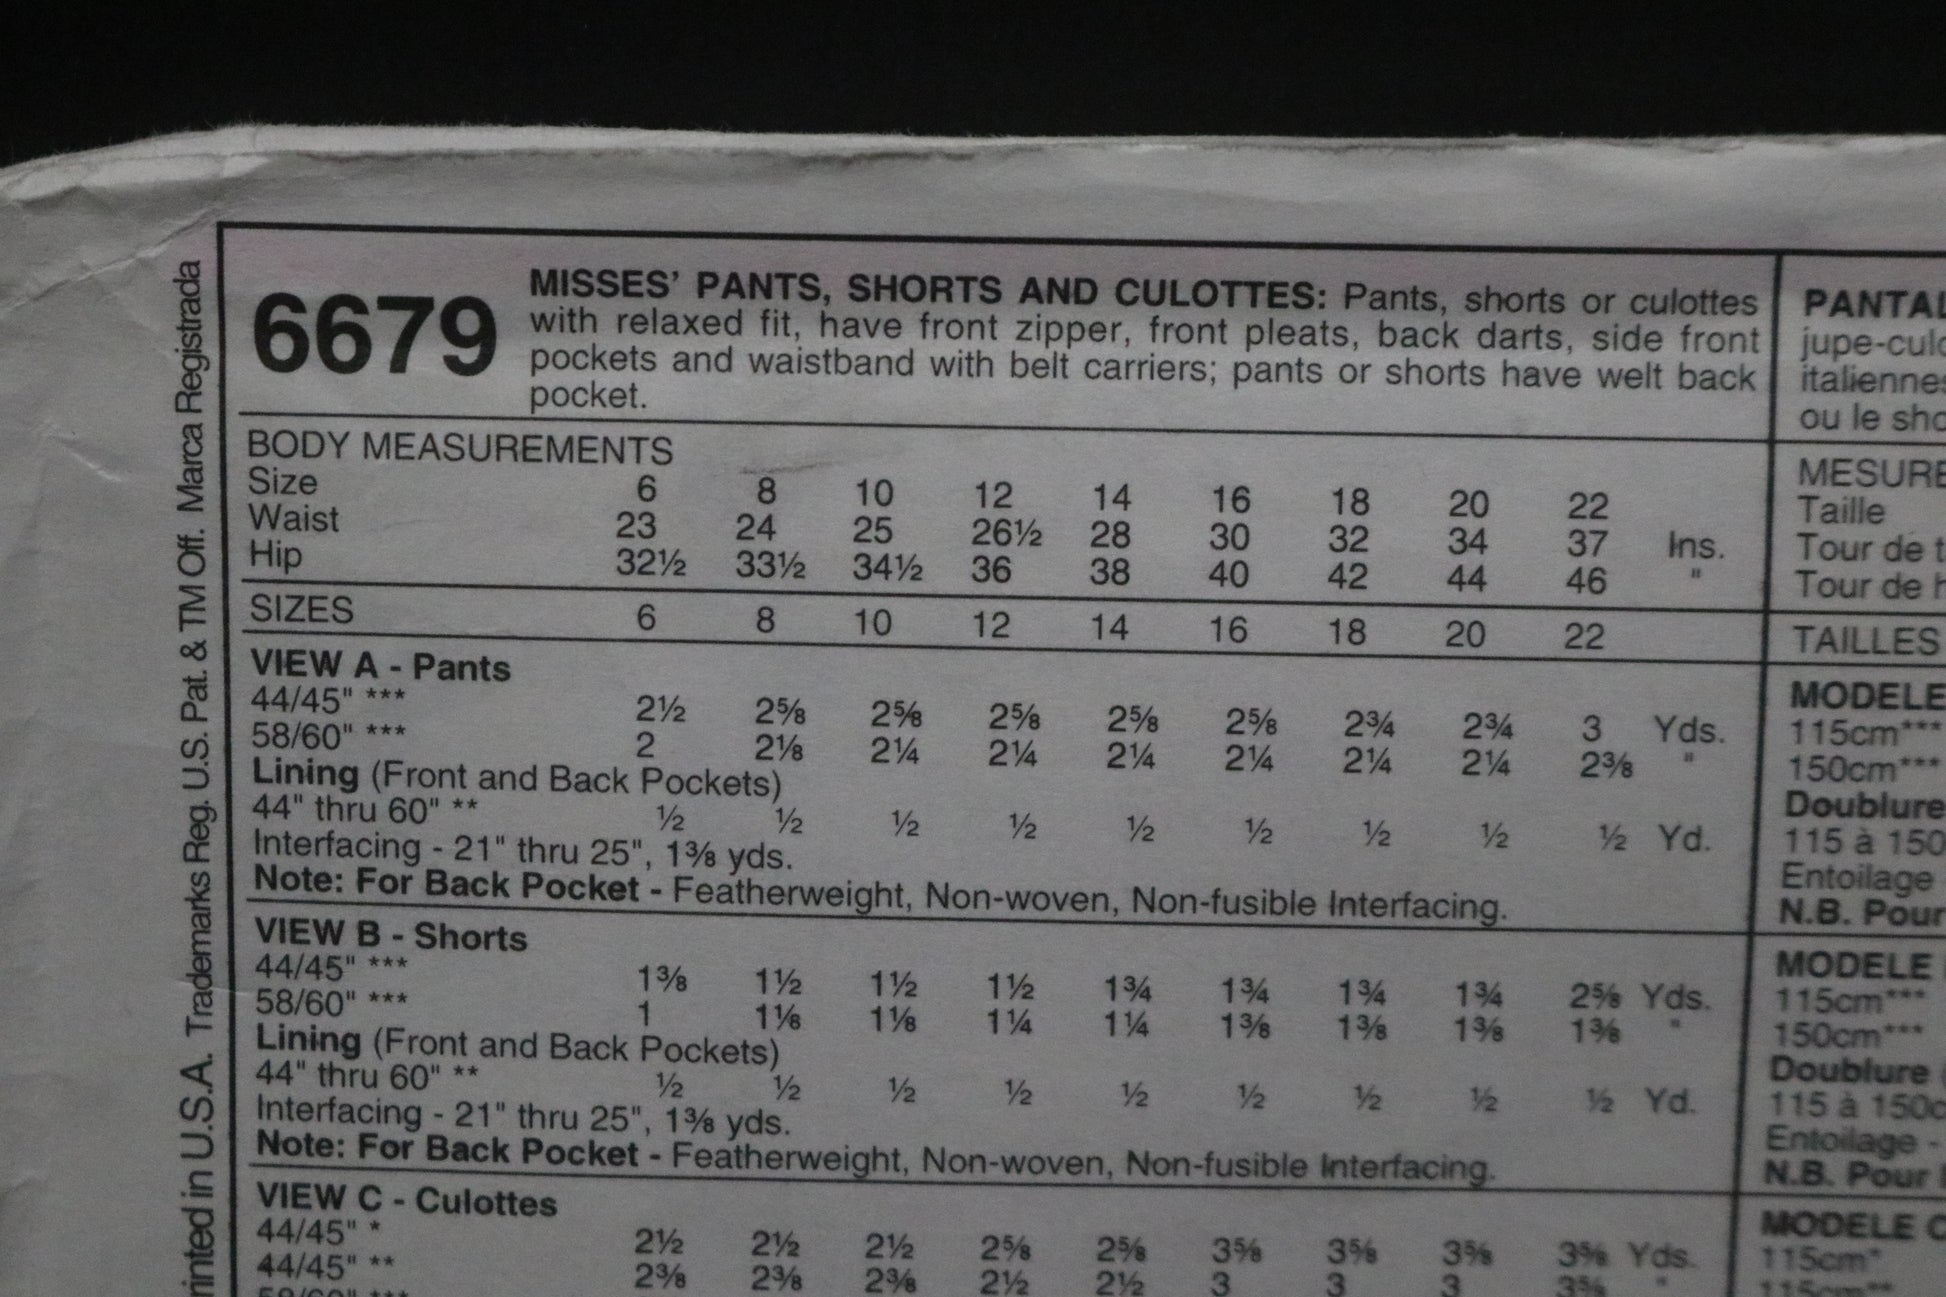 6679
MISSES' PANTS, SHORTS AND CULOTTES: Pants, shorts or culottes
with relaxed fit, have front zipper, front pleats, back darts, side front
pockets and waistband with belt carriers; pants or shorts have welt back
pocket.
BODY MEASUREMENTS
Size 6 8 10 12 14 16 18 20 22
Waist 23 24 25 26½ 28 30 32 34 37 Ins.
Hip 32½ 33½ 34½ 36 38 40 42 44 46 "
SIZES 6 8 10 12 14 16 18 20 22
VIEW A - Pants
44/45" *** 2½ 2⅝ 2⅝ 2⅝ 2⅝ 2⅝ 2¾ 2¾ 3 Yds.
58/60" *** 2 2⅛ 2¼ 2¼ 2¼ 2¼ 2¼ 2¼ 2⅜ "
Lining (Front and Back Pockets)
44" thru 60" ** ½ ½ ½ ½ ½ ½ ½ ½ ½ Yd.
Interfacing - 21" thru 25", 1⅜ yds.
Note: For Back Pocket - Featherweight, Non-woven, Non-fusible Interfacing.
VIEW B - Shorts
44/45" *** 1⅜ 1½ 1½ 1½ 1¾ 1¾ 1¾ 1¾ 2⅝ Yds.
58/60" *** 1 1⅛ 1⅛ 1¼ 1¼ 1⅜ 1⅜ 1⅜ 1⅜ "
Lining (Front and Back Pockets)
44" thru 60" ** ½ ½ ½ ½ ½ ½ ½ ½ ½ Yd.
Interfacing - 21" thru 25", 1⅜ yds.
Note: For Back Pocket - Featherweight, Non-woven, Non-fusible Interfacing.
VIEW C - Culottes
44/45" * 2½ 2½ 2½ 2⅝ 2⅝ 3⅝ 3⅝ 3⅝ 3⅝ Yds.
44/45" ** 2⅜ 2⅜ 2⅜ 2½ 2½ 3 3 3 3⅜ "
58/60" ***
PANTAL
jupe-culo
italiennes
ou le sho
MESURE
Taille
Tour de t
Tour de h
TAILLES
MODELE
115cm***
150cm***
Doublure
115 à 150
Entoilage
N.B. Pour
MODELE
115cm***
150cm***
Doublure
115 à 150c
Entoilage -
N.B. Pour
MODELE C
115cm*
115cm**
rinted in U.S.A. Trademarks Reg. U.S. Pat. & TM Off. Marca Registrada